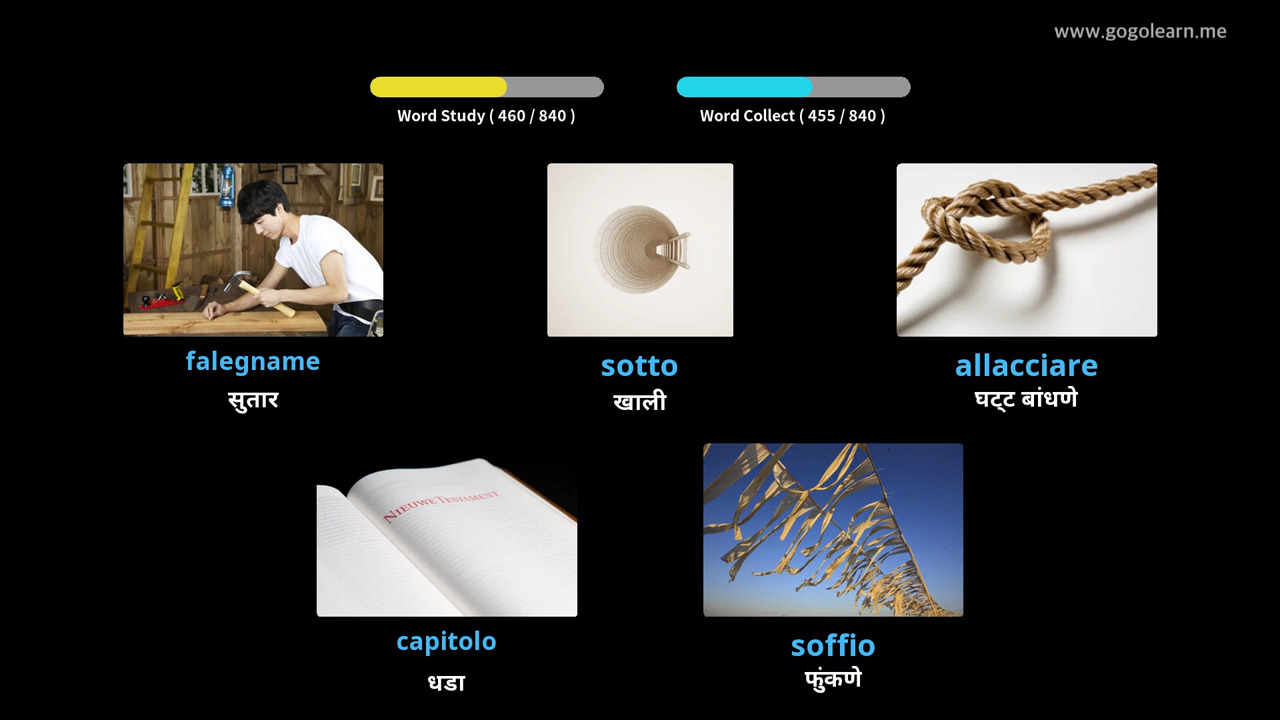 www.gogolearn.me
Word Study ( 460 / 840 )
Word Collect ( 455 / 840 )
falegname
सुतार
sotto
खाली
allacciare
घट्ट बांधणे
NIEUWE TESTAMENT
capitolo
धडा
soffio
फुंकणे